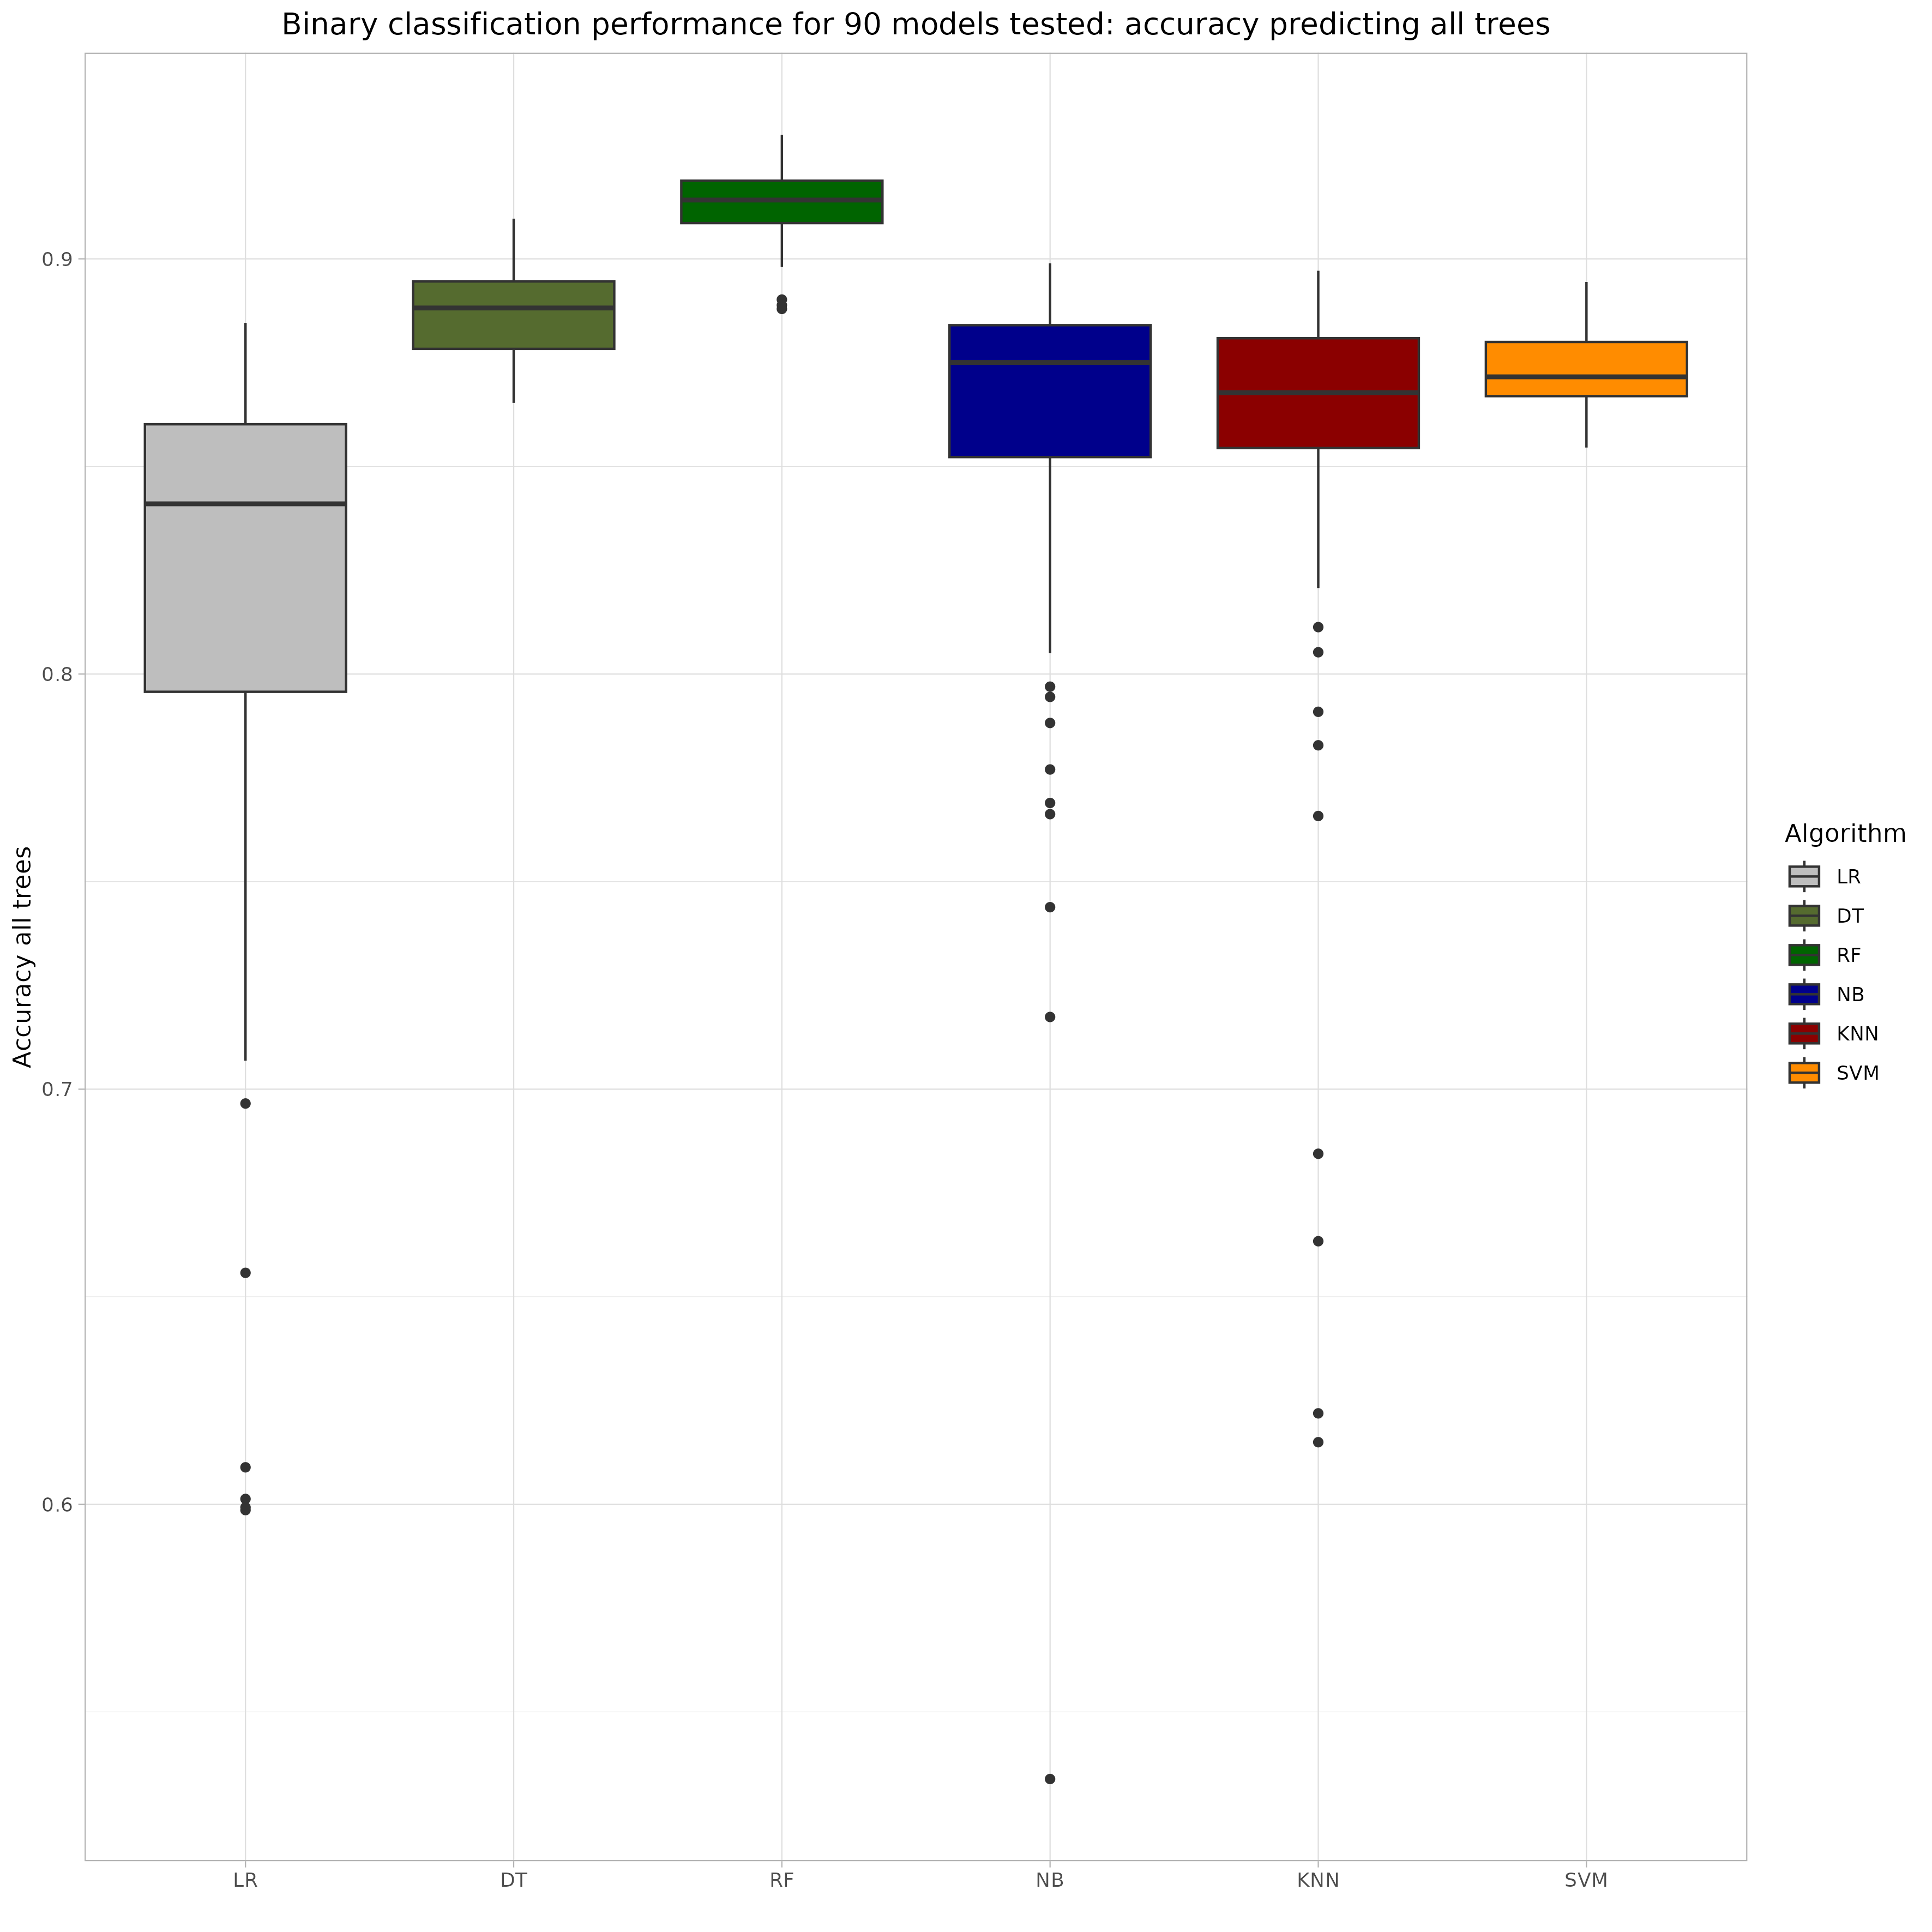 Binary classification performance for 90 models tested: accuracy predicting all trees
Accuracy all trees
0.9
0.8
0.7
0.6
LR
DT
RF
NB
KNN
SVM
Algorithm
LR
DT
RF
NB
KNN
SVM